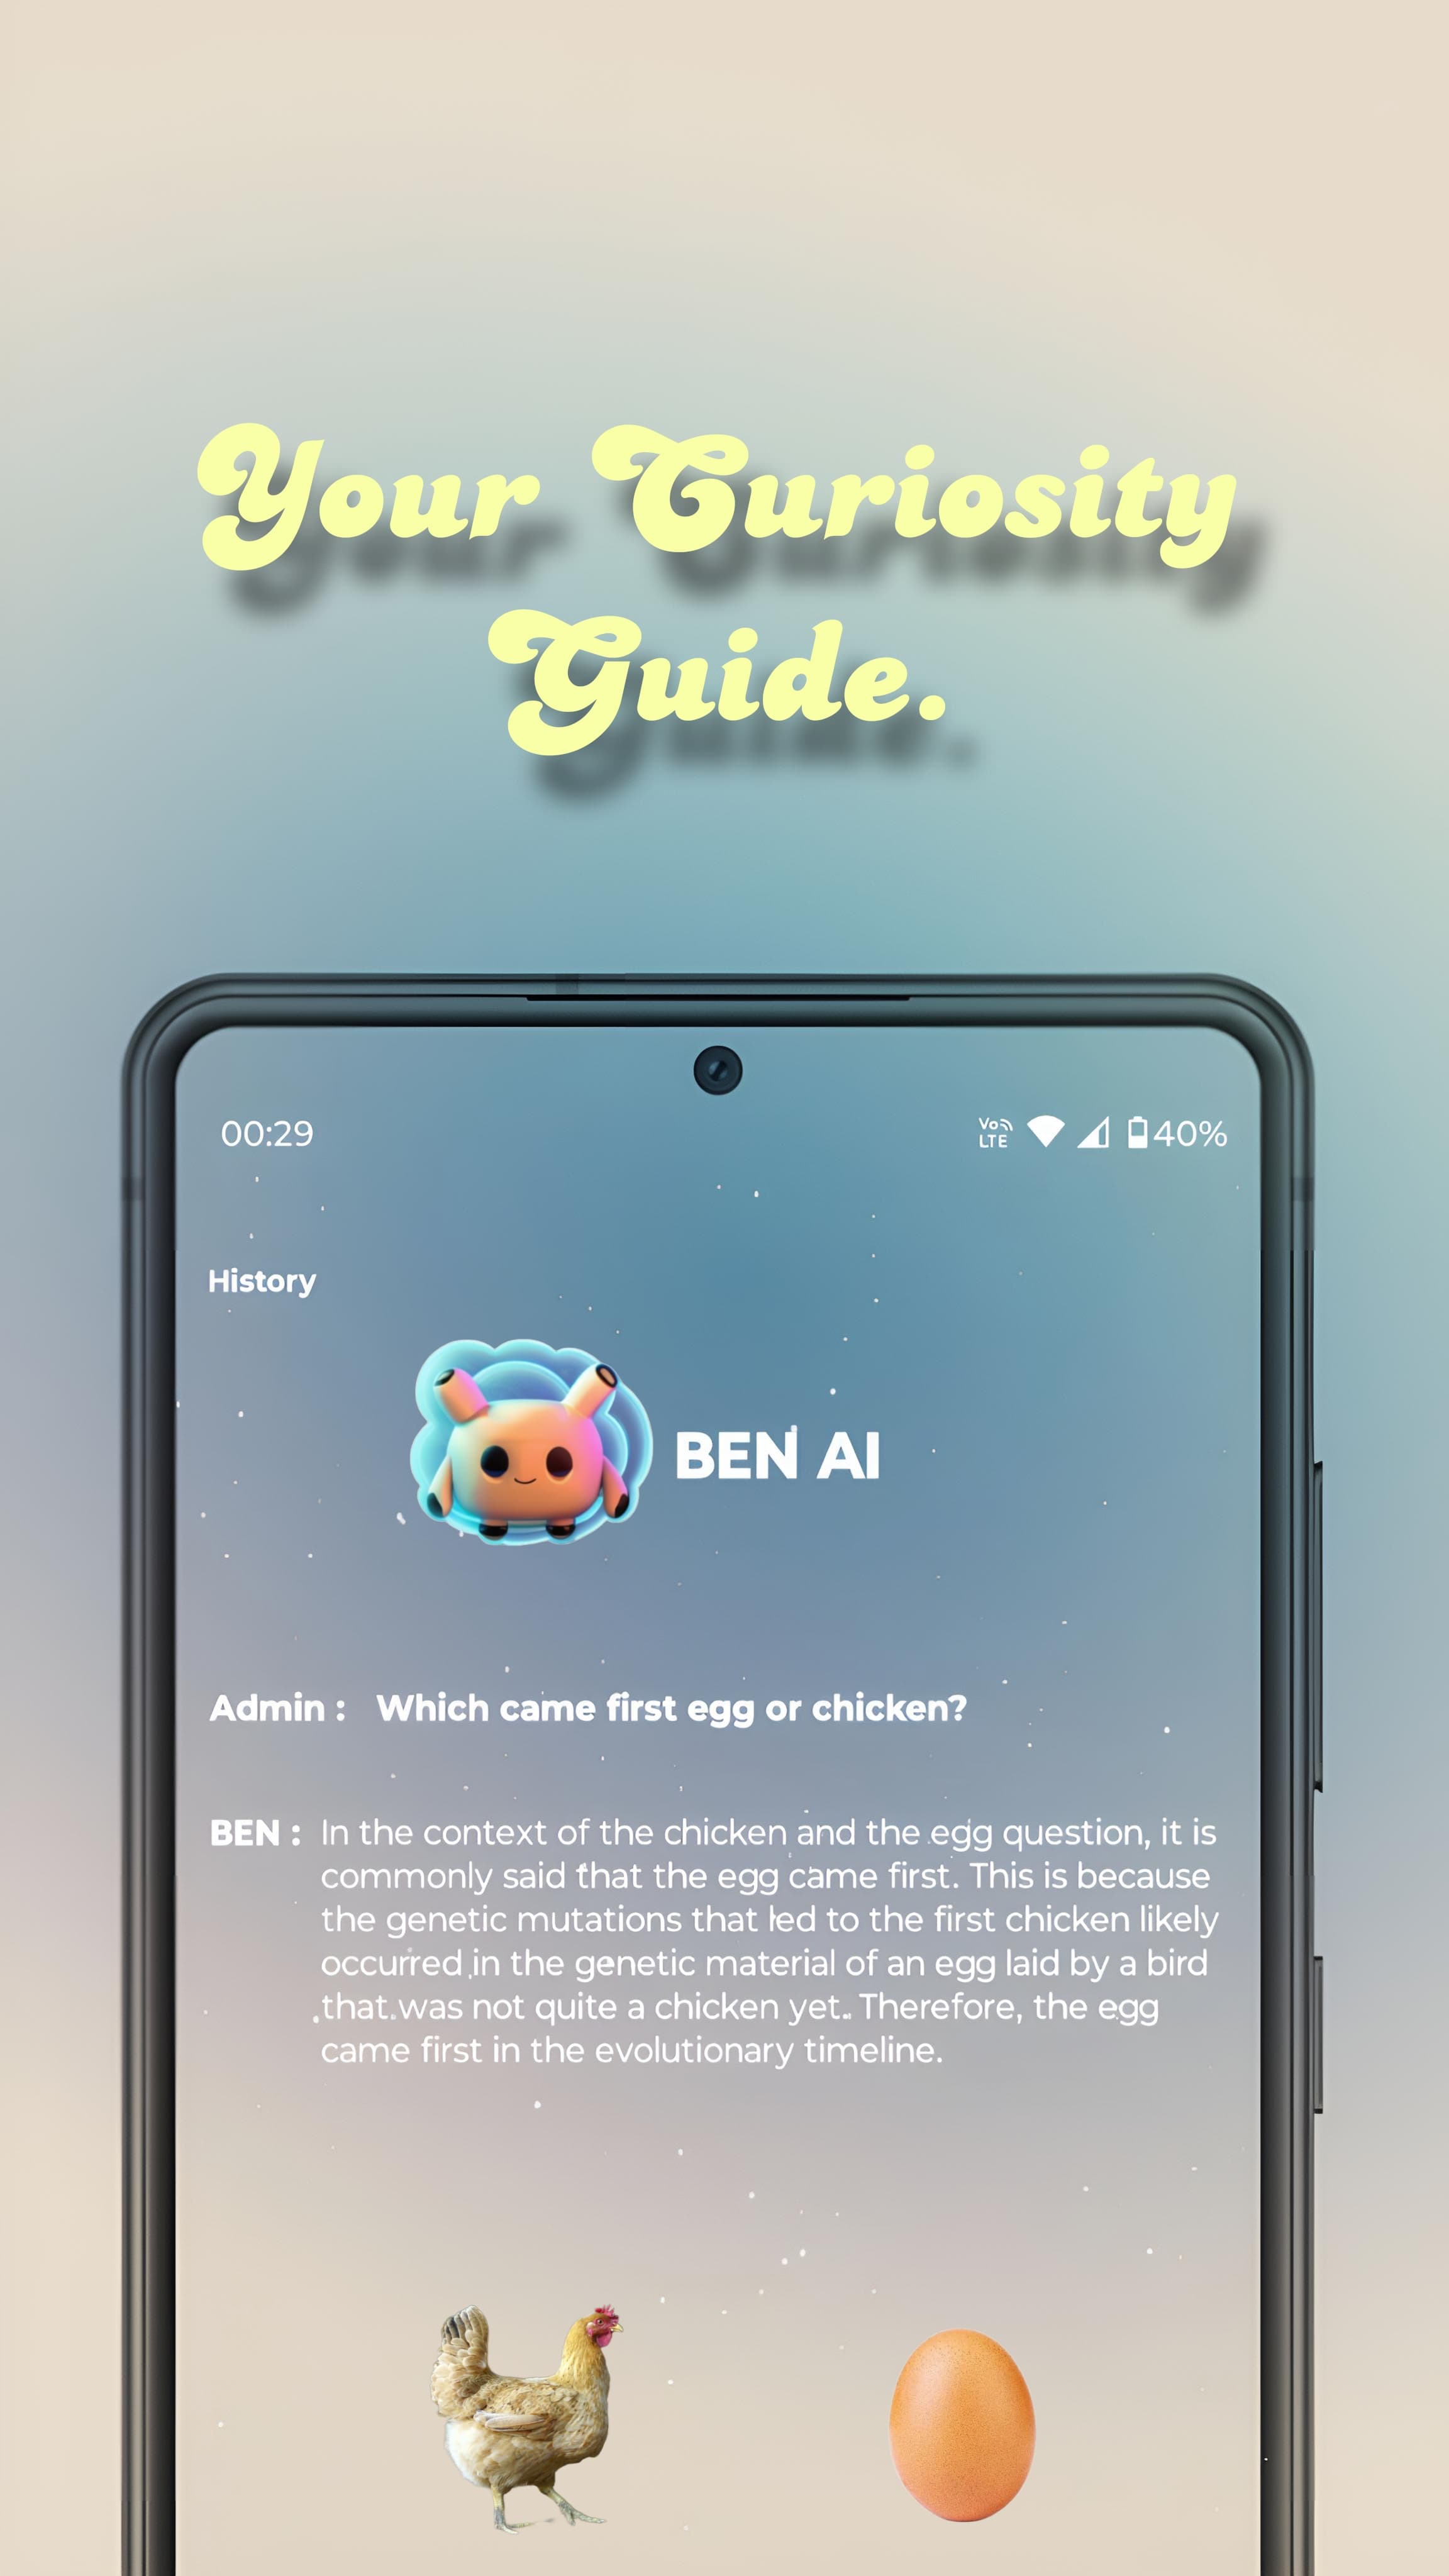 Your Curiosity
Guide.
00:29
Vo LTE 40%
History
BEN AI
Admin : Which came first egg or chicken?
BEN : In the context of the chicken and the egg question, it is
commonly said that the egg came first. This is because
the genetic mutations that led to the first chicken likely
occurred in the genetic material of an egg laid by a bird
that was not quite a chicken yet. Therefore, the egg
came first in the evolutionary timeline.